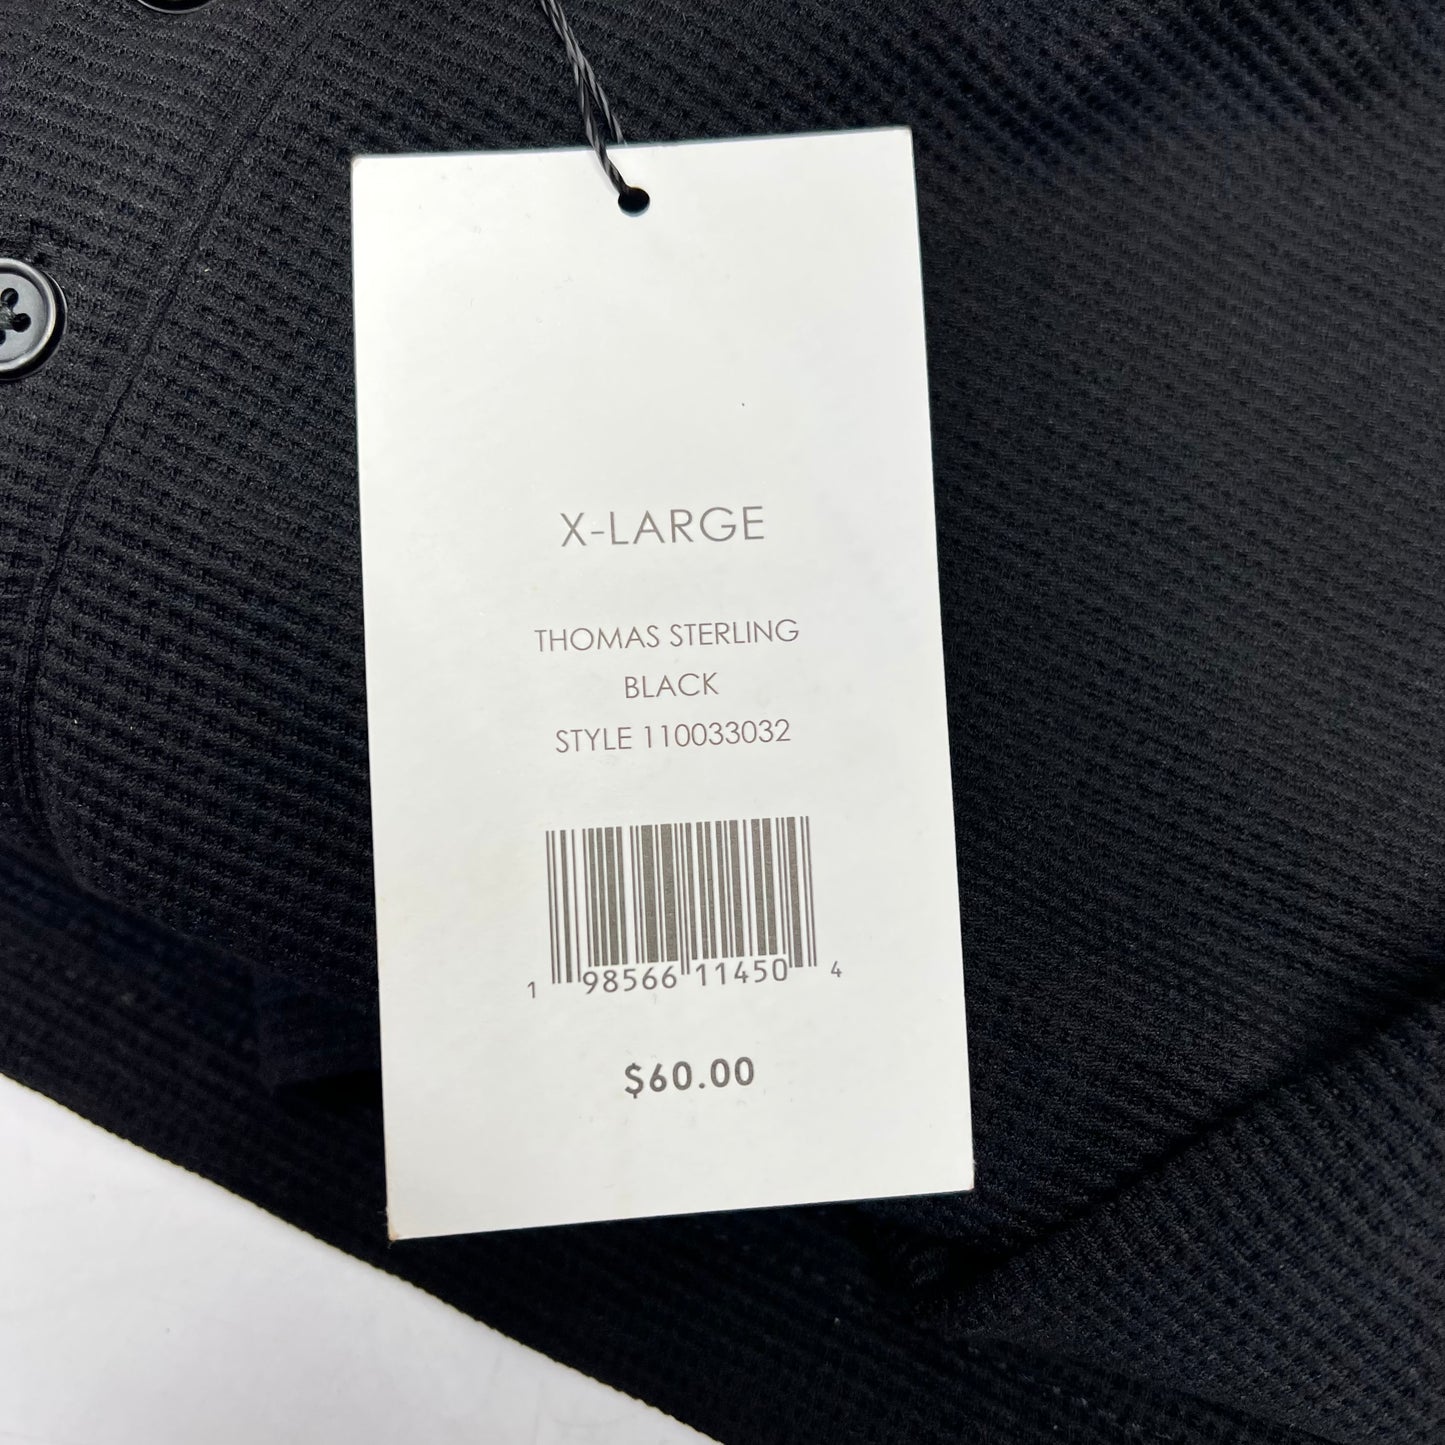 X-LARGE
THOMAS STERLING
BLACK
STYLE 110033032
1 98566 11450 4
$60.00